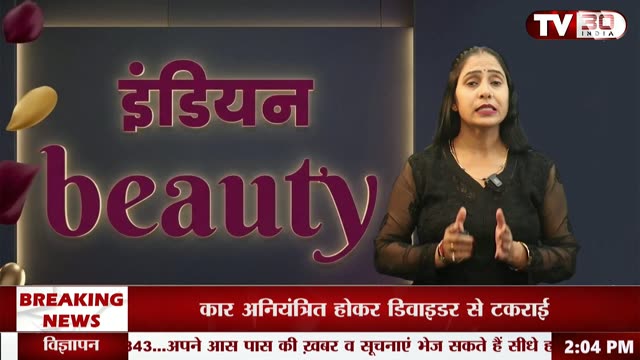 TV 30
INDIA
इंडियन
beauty
BREAKING
NEWS
कार अनियंत्रित होकर डिवाइडर से टकराई
विज्ञापन
343...अपने आस पास की ख़बर व सूचनाएं भेज सकते हैं सीधे
2:04 PM